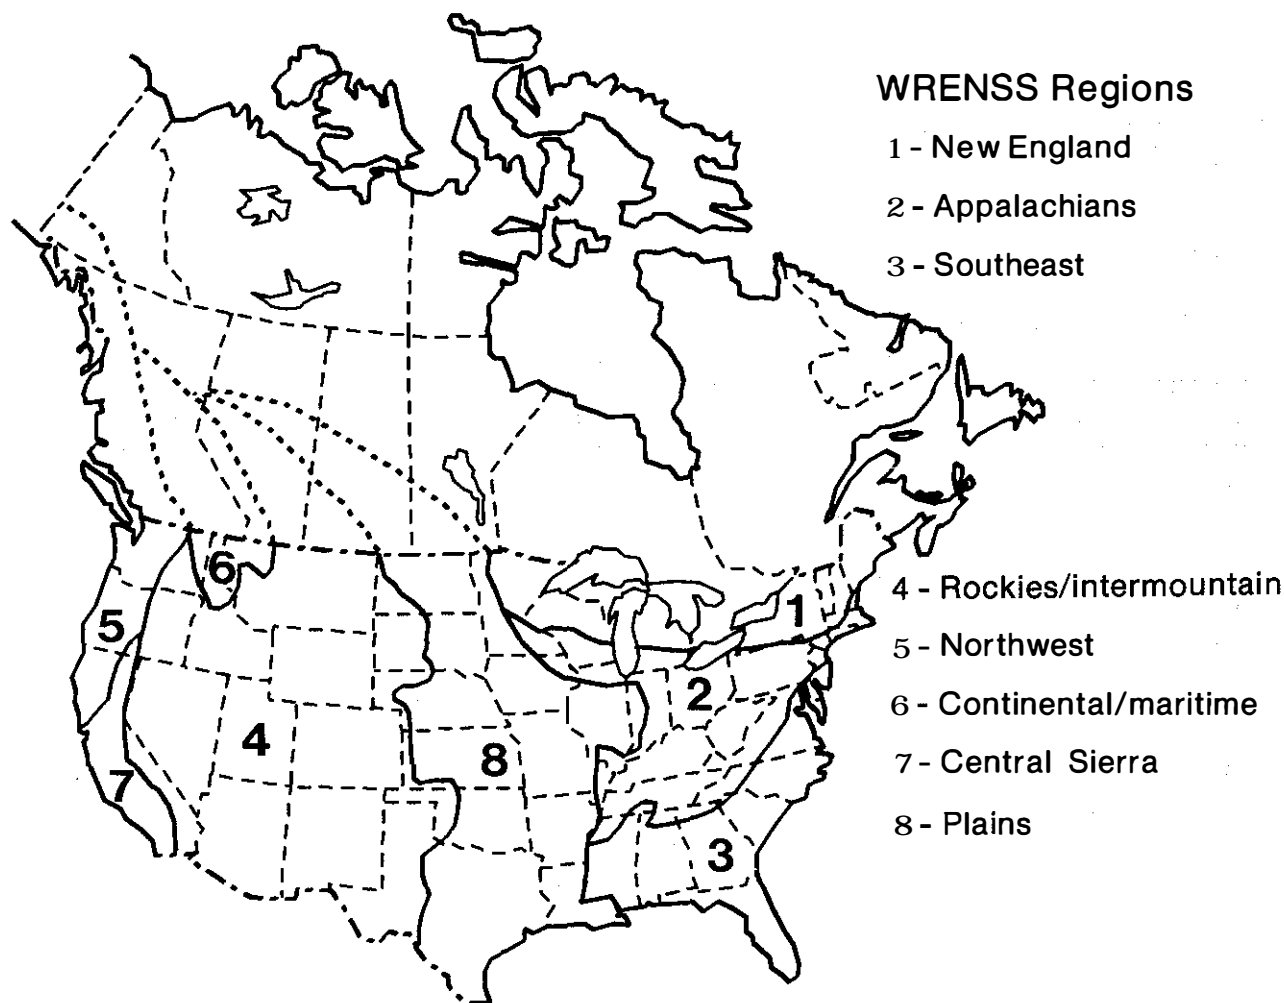 WRENSS Regions
1 - New England
2 - Appalachians
3 - Southeast
4 - Rockies/intermountain
5 - Northwest
6 - Continental/maritime
7 - Central Sierra
8 - Plains
6
5
1
2
4
8
7
3